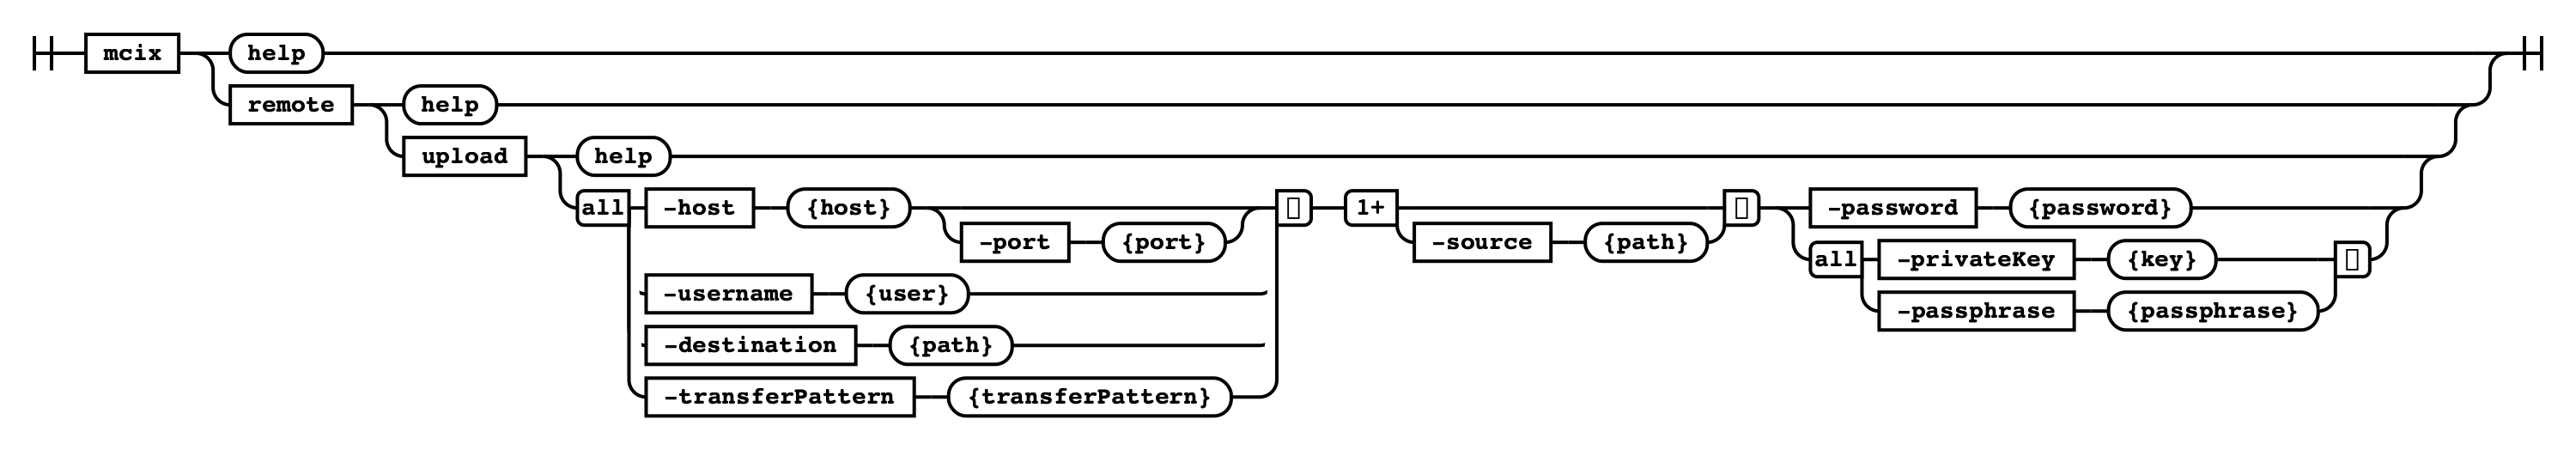 mcix help
remote help
upload help
all -host {host} 1+ -password {password}
-port {port} -source {path}
all -privateKey {key}
-username {user} -passphrase {passphrase}
-destination {path}
-transferPattern {transferPattern}